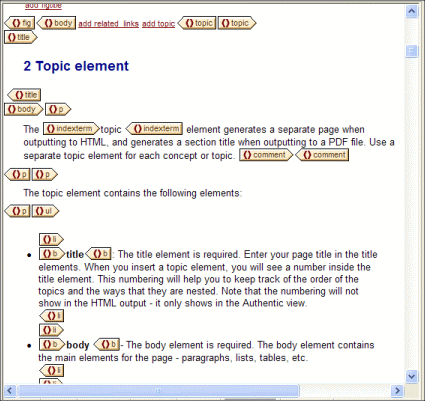 add figtitle
fig body add related_links add topic topic topic
title
2 Topic element
title
body p
The indexterm topic indexterm element generates a separate page when
outputting to HTML, and generates a section title when outputting to a PDF file. Use a
separate topic element for each concept or topic. comment comment
p p
The topic element contains the following elements:
p ul
li
b title b : The title element is required. Enter your page title in the title
elements. When you insert a topic element, you will see a number inside the
title element. This numbering will help you to keep track of the order of the
topics and the ways that they are nested. Note that the numbering will not
show in the HTML output - it only shows in the Authentic view.
li
li
b body b - The body element is required. The body element contains
the main elements for the page - paragraphs, lists, tables, etc.
li
li